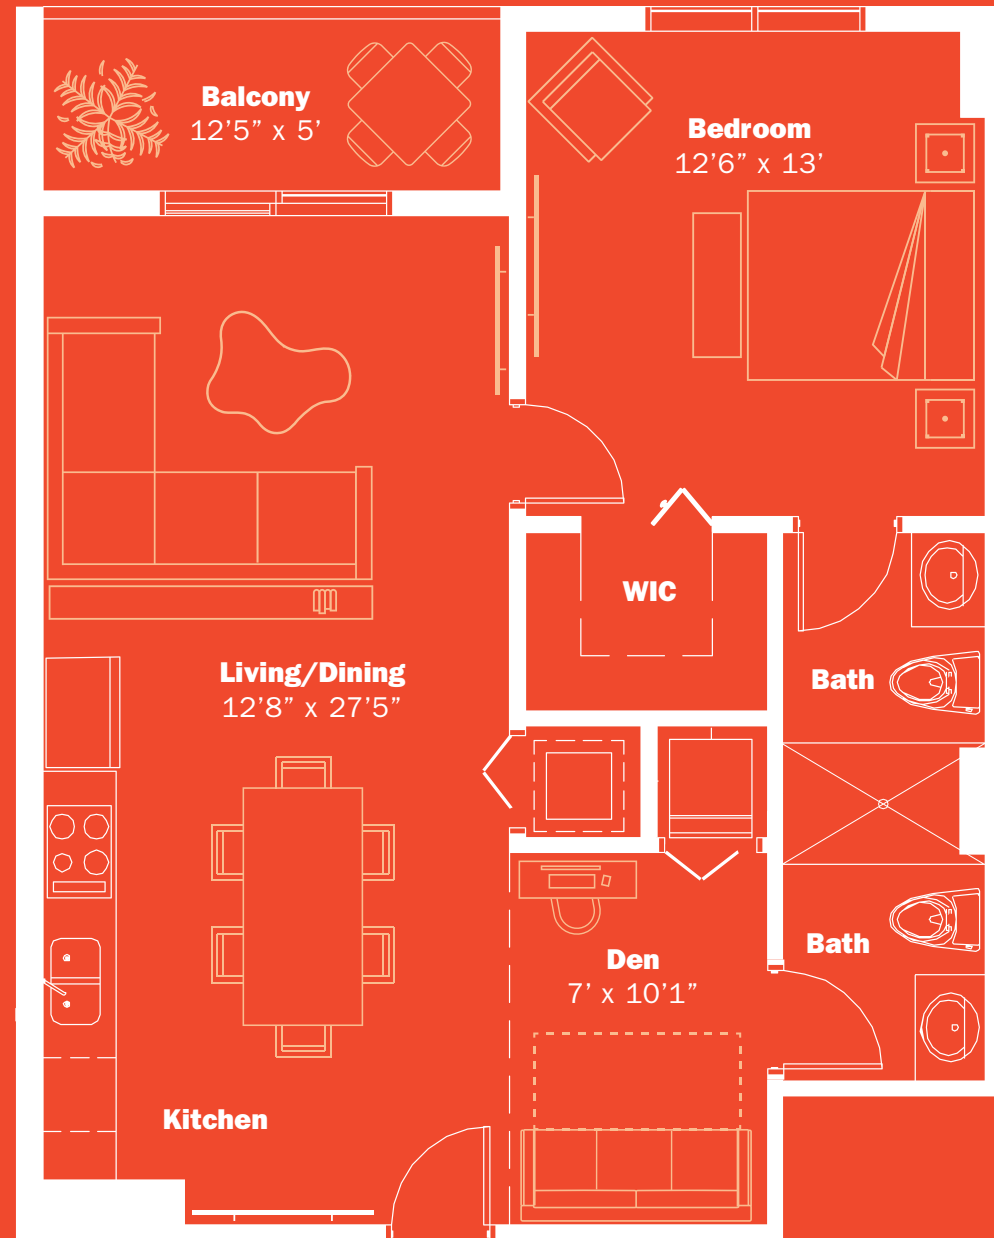 Balcony
12’5” x 5’
Bedroom
12’6” x 13’
WIC
Living/Dining
12’8” x 27’5”
Bath
Bath
Den
7’ x 10’1”
Kitchen